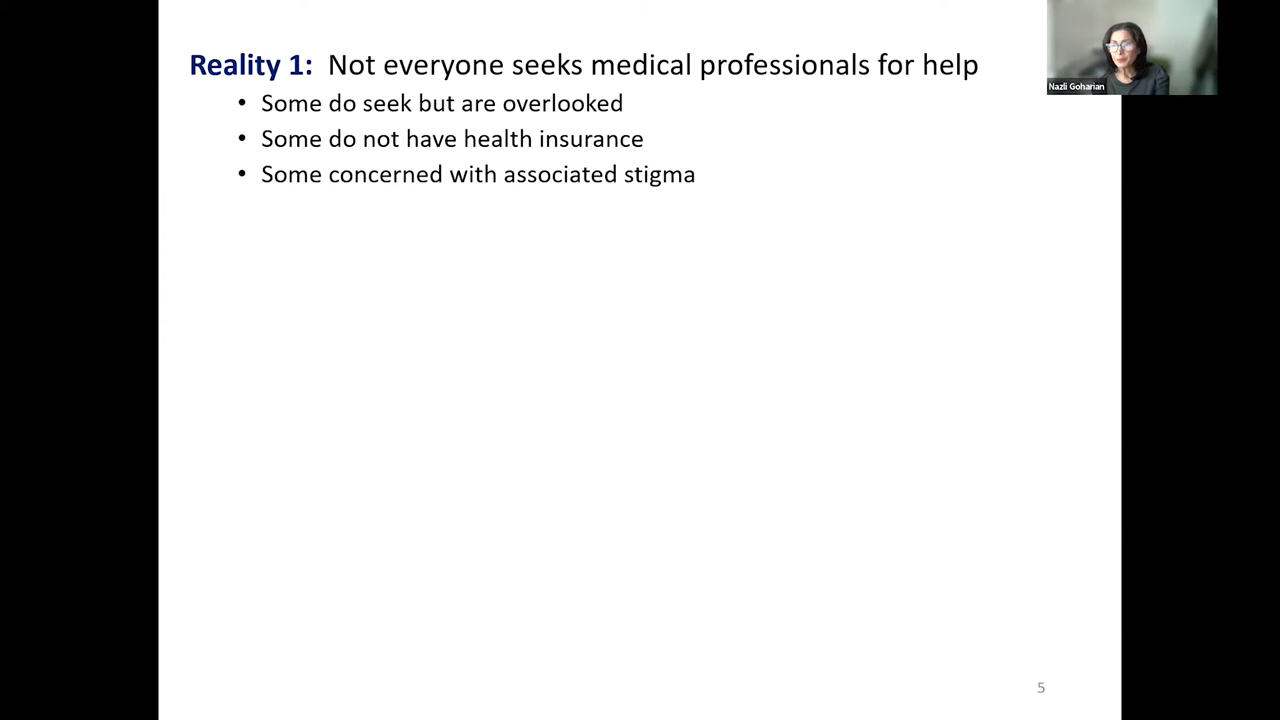 Reality 1: Not everyone seeks medical professionals for help
• Some do seek but are overlooked
• Some do not have health insurance
• Some concerned with associated stigma
Nazli Goharian
5